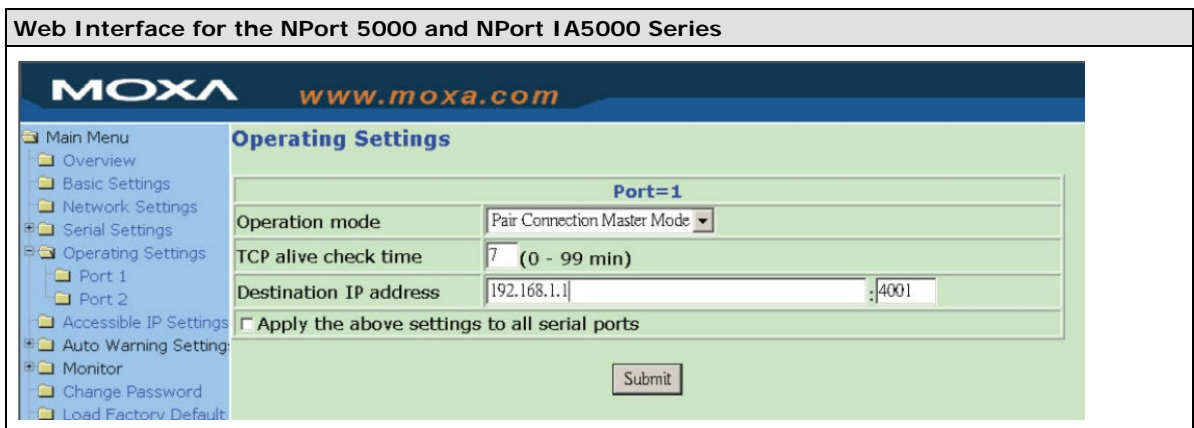 Web Interface for the NPort 5000 and NPort IA5000 Series
MOXA www.moxa.com
Main Menu
Overview
Basic Settings
Network Settings
Serial Settings
Operating Settings
Port 1
Port 2
Accessible IP Settings
Auto Warning Setting
Monitor
Change Password
Load Factory Default
Operating Settings
Port=1
Operation mode Pair Connection Master Mode
TCP alive check time 7 (0 - 99 min)
Destination IP address 192.168.1.1 :4001
Apply the above settings to all serial ports
Submit